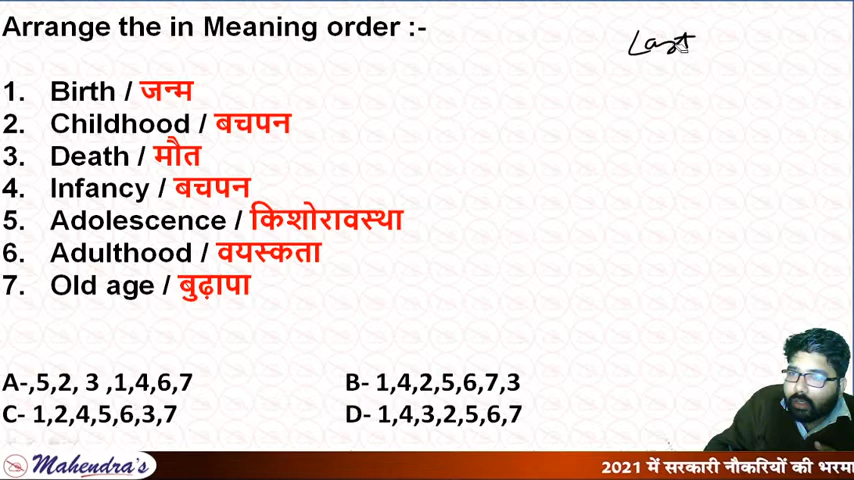 Arrange the in Meaning order :-
Last
1. Birth / जन्म
2. Childhood / बचपन
3. Death / मौत
4. Infancy / बचपन
5. Adolescence / किशोरावस्था
6. Adulthood / वयस्कता
7. Old age / बुढ़ापा
A-,5,2, 3 ,1,4,6,7
B- 1,4,2,5,6,7,3
C- 1,2,4,5,6,3,7
D- 1,4,3,2,5,6,7
Mahendra's
2021 में सरकारी नौकरियों की भरमा